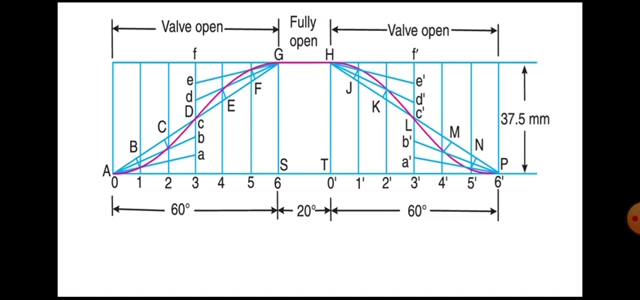 Valve open Fully open Valve open
f G H f'
e e'
d F J d'
D E K c'
C c L M
B b b' N
a a' 37.5 mm
A S T P
0 1 2 3 4 5 6 0' 1' 2' 3' 4' 5' 6'
60° 20° 60°